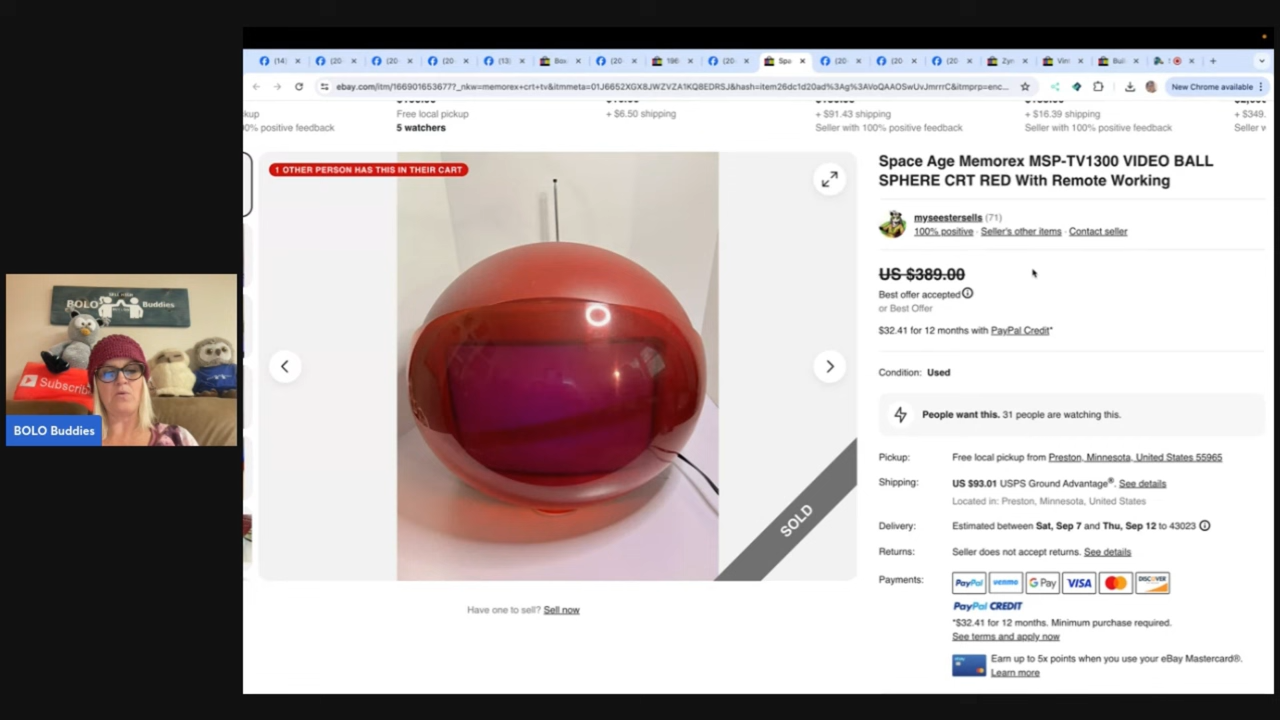 ebay.com/itm/166901653677?_nkw=memorex+crt+tv&itmmeta=01J6652XGX8JWZVZA1KQ8EDRSJ&hash=item26dc1d20ad%3Ag%3AVoQAAOSwUvJmrrrC&itmprp=enc...
New Chrome available
Free local pickup
+ $6.50 shipping
+ $91.43 shipping
+ $16.39 shipping
+ $349.
0% positive feedback
5 watchers
Seller with 100% positive feedback
Seller with 100% positive feedback
Seller w
1 OTHER PERSON HAS THIS IN THEIR CART
SOLD
Have one to sell? Sell now
Space Age Memorex MSP-TV1300 VIDEO BALL
SPHERE CRT RED With Remote Working
myseestersells (71)
100% positive · Seller's other items · Contact seller
US $389.00
Best offer accepted
or Best Offer
$32.41 for 12 months with PayPal Credit*
Condition: Used
People want this. 31 people are watching this.
Pickup: Free local pickup from Preston, Minnesota, United States 55965
Shipping: US $93.01 USPS Ground Advantage®. See details
Located in: Preston, Minnesota, United States
Delivery: Estimated between Sat, Sep 7 and Thu, Sep 12 to 43023
Returns: Seller does not accept returns. See details
Payments: PayPal venmo G Pay VISA DISCOVER
PayPal CREDIT
*$32.41 for 12 months. Minimum purchase required.
See terms and apply now
Earn up to 5x points when you use your eBay Mastercard®.
Learn more
BOLO Buddies
Subscrib
BOLO Buddies